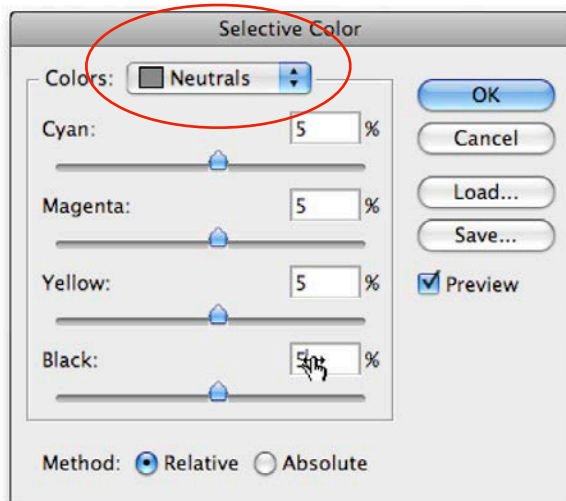 Selective Color
Colors: Neutrals
OK
Cyan: 5 %
Cancel
Magenta: 5 %
Load...
Save...
Yellow: 5 %
Preview
Black: 5 %
Method: Relative Absolute